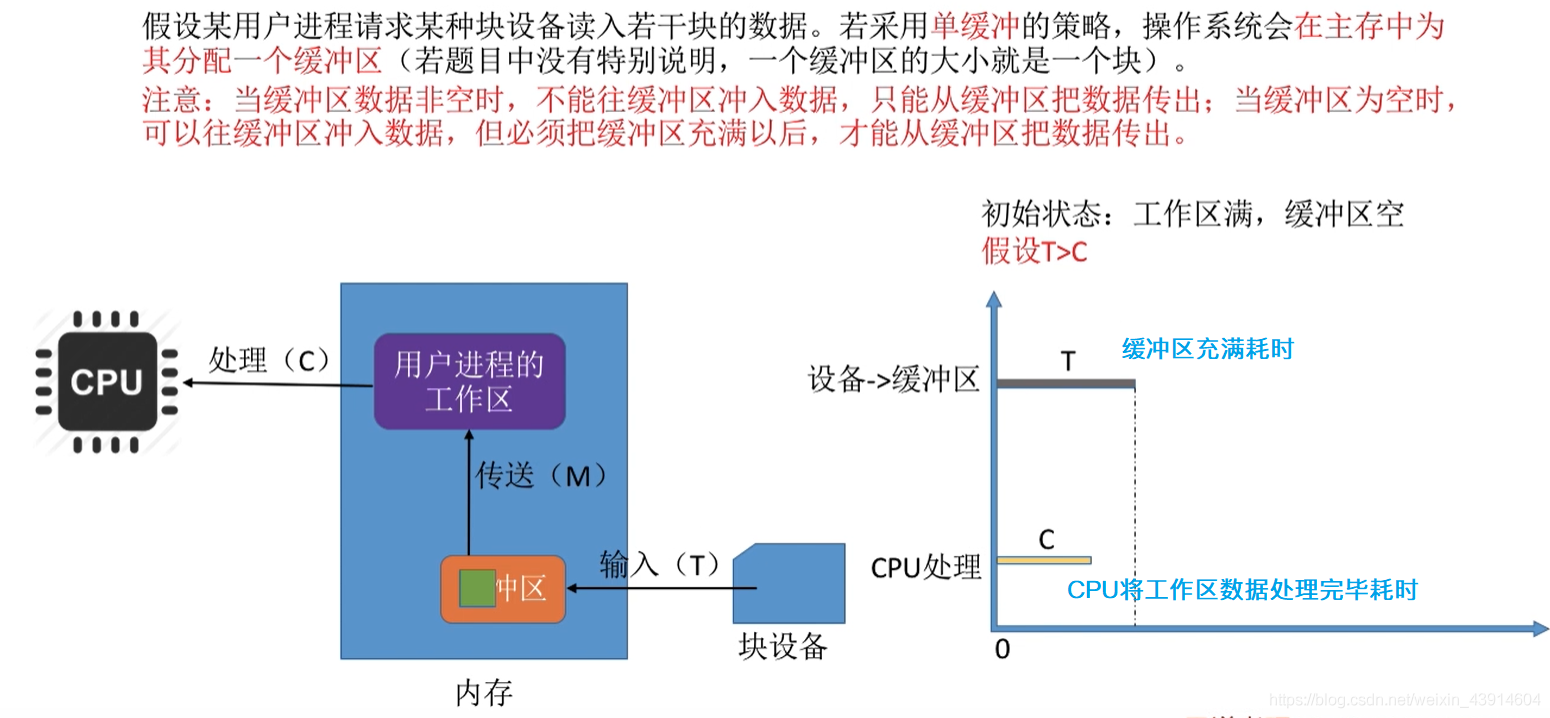 假设某用户进程请求某种块设备读入若干块的数据。若采用单缓冲的策略，操作系统会在主存中为
其分配一个缓冲区（若题目中没有特别说明，一个缓冲区的大小就是一个块）。
注意：当缓冲区数据非空时，不能往缓冲区冲入数据，只能从缓冲区把数据传出；当缓冲区为空时，
可以往缓冲区冲入数据，但必须把缓冲区充满以后，才能从缓冲区把数据传出。
初始状态：工作区满，缓冲区空
假设T>C
CPU
处理（C）
用户进程的
工作区
传送（M）
冲区
输入（T）
块设备
内存
设备->缓冲区
T
缓冲区充满耗时
CPU处理
C
CPU将工作区数据处理完毕耗时
0
https://blog.csdn.net/weixin_43914604